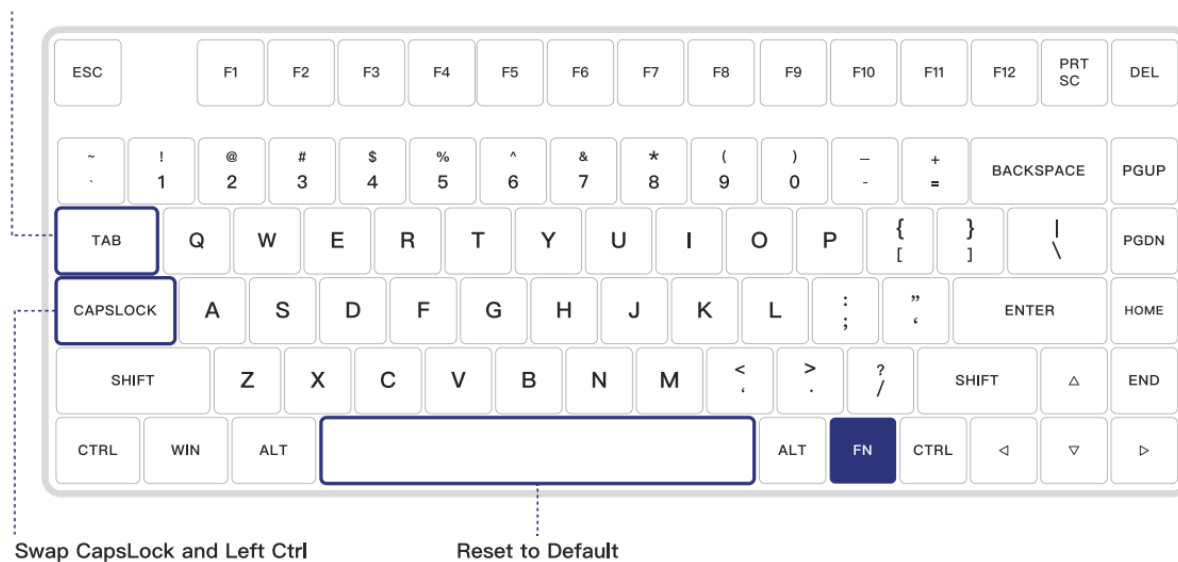 ESC F1 F2 F3 F4 F5 F6 F7 F8 F9 F10 F11 F12 PRT SC DEL
~ ` ! 1 @ 2 # 3 $ 4 % 5 ^ 6 & 7 * 8 ( 9 ) 0 — - + = BACKSPACE PGUP
TAB Q W E R T Y U I O P { [ } ] | \ PGDN
CAPSLOCK A S D F G H J K L : ; ” ‘ ENTER HOME
SHIFT Z X C V B N M < ‘ > . ? / SHIFT △ END
CTRL WIN ALT ALT FN CTRL ◁ ▽ ▷
Swap CapsLock and Left Ctrl
Reset to Default